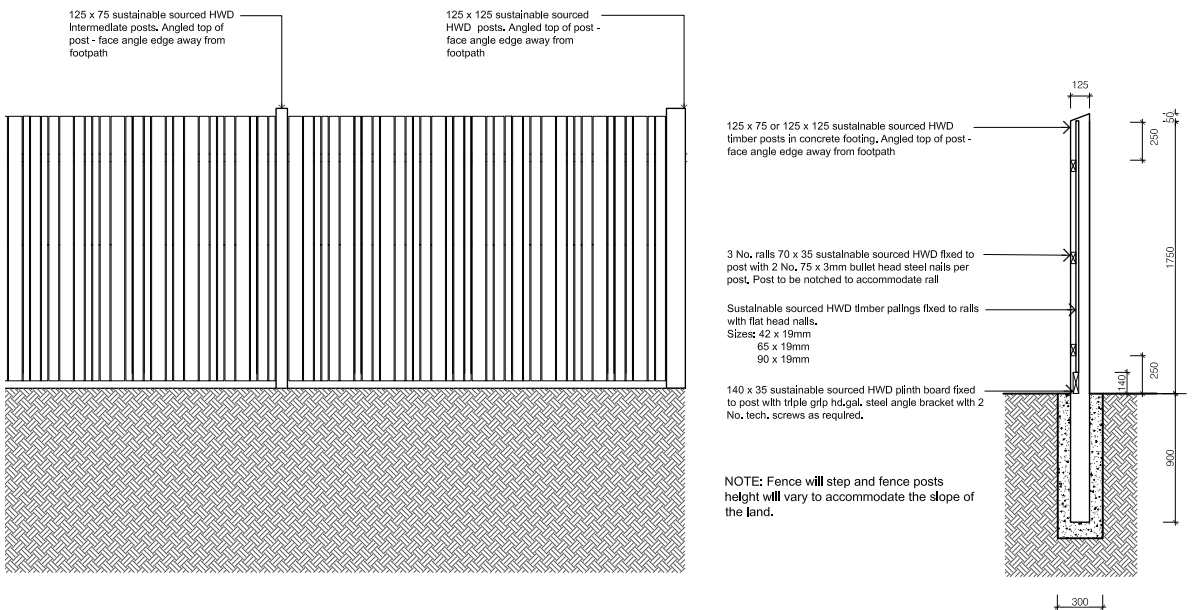 125 x 75 sustainable sourced HWD
Intermediate posts. Angled top of
post - face angle edge away from
footpath
125 x 125 sustainable sourced
HWD posts. Angled top of post -
face angle edge away from
footpath
125 x 75 or 125 x 125 sustainable sourced HWD
timber posts in concrete footing. Angled top of post -
face angle edge away from footpath
3 No. rails 70 x 35 sustainable sourced HWD fixed to
post with 2 No. 75 x 3mm bullet head steel nails per
post. Post to be notched to accommodate rail
Sustainable sourced HWD timber palings fixed to rails
with flat head nails.
Sizes: 42 x 19mm
65 x 19mm
90 x 19mm
140 x 35 sustainable sourced HWD plinth board fixed
to post with triple grip hd.gal. steel angle bracket with 2
No. tech. screws as required.
NOTE: Fence will step and fence posts
height will vary to accommodate the slope of
the land.
125
50
250
1750
250
140
900
300